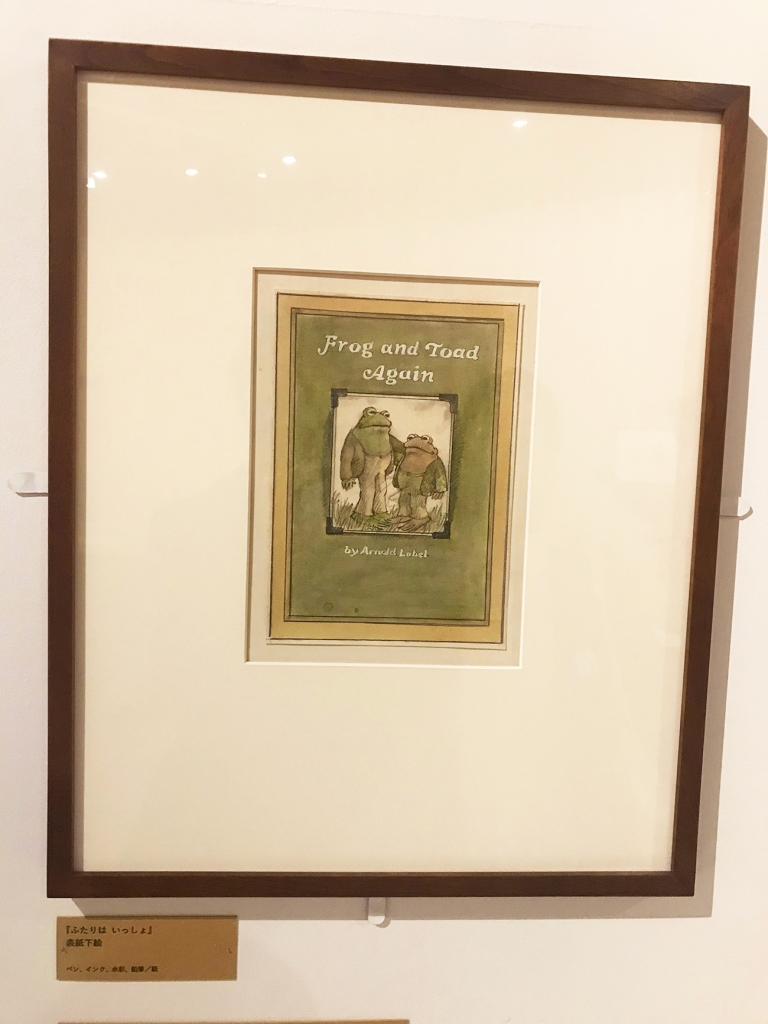 Frog and Toad
Again
by Arnold Lobel
『ふたりは いっしょ』
表紙下絵
ペン、インク、水彩、鉛筆／紙